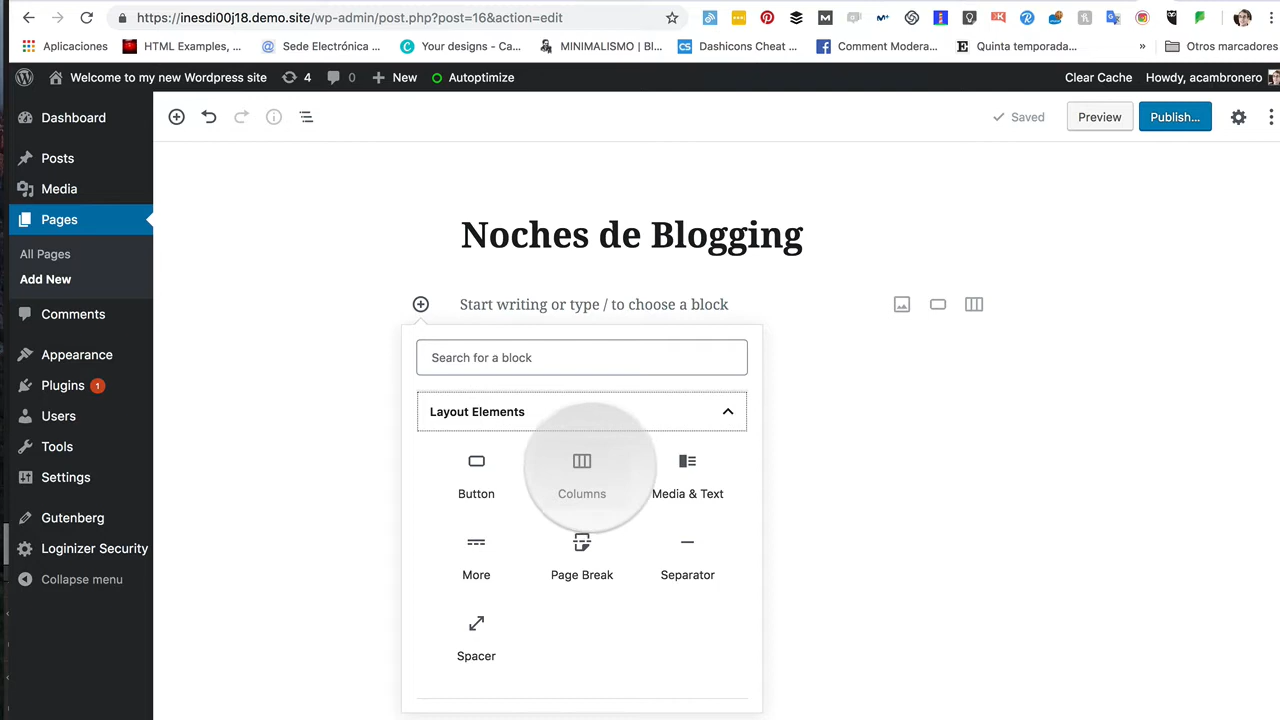 https://inesdi00j18.demo.site/wp-admin/post.php?post=16&action=edit
Aplicaciones HTML Examples, ... Sede Electrónica ... Your designs - Ca... MINIMALISMO | Bl... Dashicons Cheat ... Comment Modera... Quinta temporada... » Otros marcadores
Welcome to my new Wordpress site 4 0 New Autoptimize Clear Cache Howdy, acambronero
Dashboard
Posts
Media
Pages
All Pages
Add New
Comments
Appearance
Plugins 1
Users
Tools
Settings
Gutenberg
Loginizer Security
Collapse menu
Saved Preview Publish...
Noches de Blogging
Start writing or type / to choose a block
Search for a block
Layout Elements
Button Columns Media & Text
More Page Break Separator
Spacer